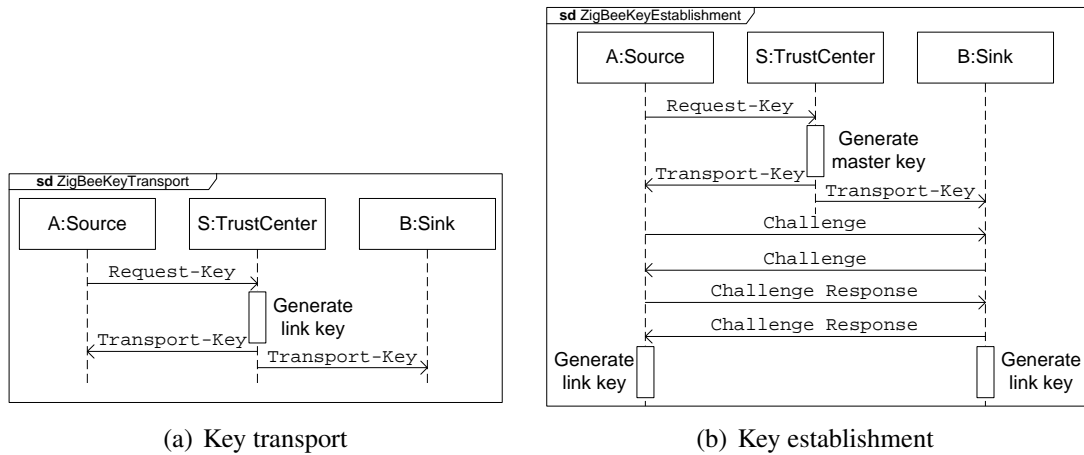 sd ZigBeeKeyTransport
A:Source
S:TrustCenter
B:Sink
Request-Key
Generate
link key
Transport-Key
Transport-Key
(a) Key transport
sd ZigBeeKeyEstablishment
A:Source
S:TrustCenter
B:Sink
Request-Key
Generate
master key
Transport-Key
Transport-Key
Challenge
Challenge
Challenge Response
Challenge Response
Generate
link key
Generate
link key
(b) Key establishment